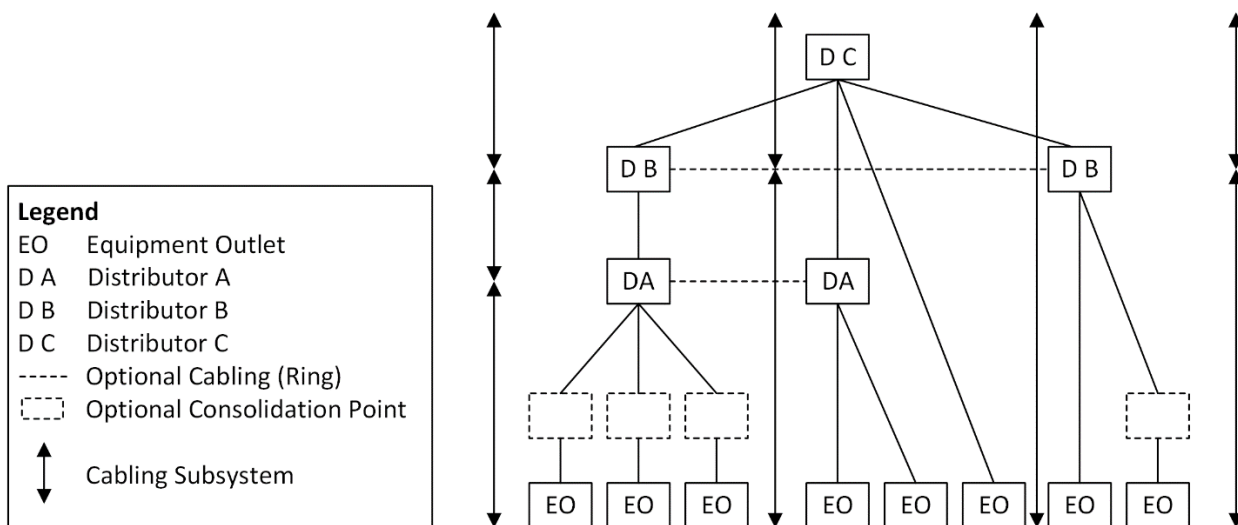 D C
D B
D B
Legend
EO Equipment Outlet
D A Distributor A
D B Distributor B
D C Distributor C
Optional Cabling (Ring)
Optional Consolidation Point
Cabling Subsystem
DA
DA
EO
EO
EO
EO
EO
EO
EO
EO